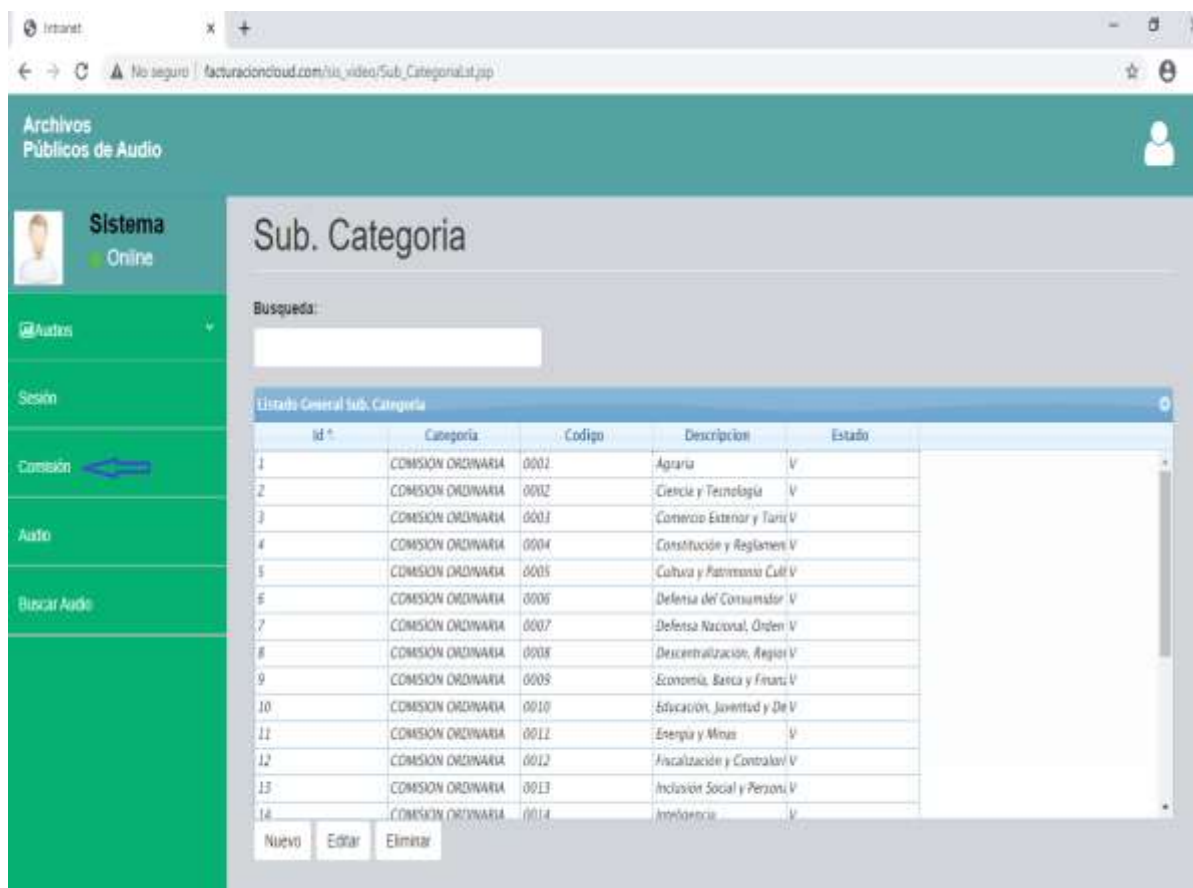 Intranet
No seguro facturacioncloud.com/sis_video/Sub_CategoriaLst.jsp
Archivos
Públicos de Audio
Sistema
Online
Audios
Sesión
Comisión
Audio
Buscar Audio
Sub. Categoria
Busqueda:
Listado General Sub. Categoria
Id Categoria Codigo Descripcion Estado
1 COMISION ORDINARIA 0001 Agraria V
2 COMISION ORDINARIA 0002 Ciencia y Tecnología V
3 COMISION ORDINARIA 0003 Comercio Exterior y Turis V
4 COMISION ORDINARIA 0004 Constitución y Reglamen V
5 COMISION ORDINARIA 0005 Cultura y Patrimonio Cult V
6 COMISION ORDINARIA 0006 Defensa del Consumidor V
7 COMISION ORDINARIA 0007 Defensa Nacional, Orden V
8 COMISION ORDINARIA 0008 Descentralización, Region V
9 COMISION ORDINARIA 0009 Economía, Banca y Finanz V
10 COMISION ORDINARIA 0010 Educación, Juventud y De V
11 COMISION ORDINARIA 0011 Energía y Minas V
12 COMISION ORDINARIA 0012 Fiscalización y Contralorí V
13 COMISION ORDINARIA 0013 Inclusión Social y Persona V
14 COMISION ORDINARIA 0014 Inteligencia V
Nuevo Editar Eliminar